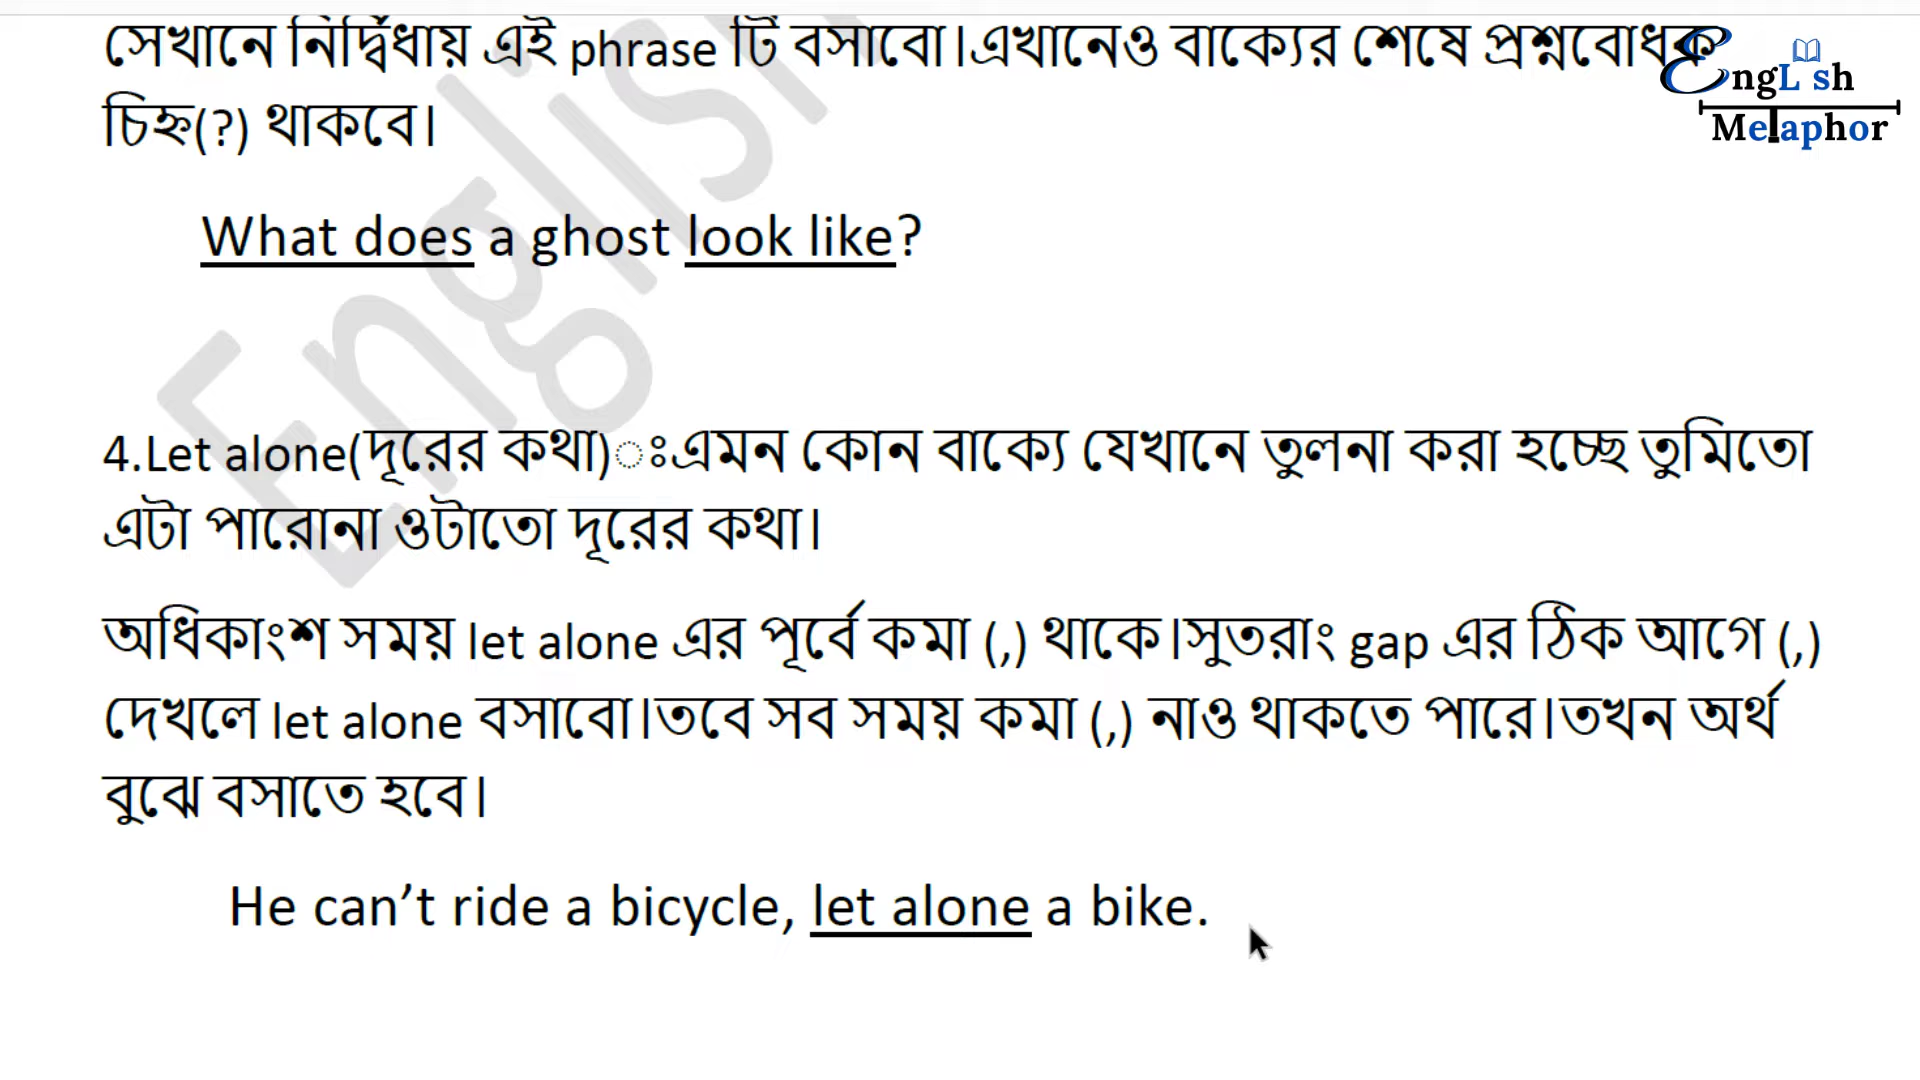 সেখানে নির্দ্বিধায় এই phrase টি বসাবো।এখানেও বাক্যের শেষে প্রশ্নবোধক
চিহ্ন(?) থাকবে।
EngLish
Metaphor
What does a ghost look like?
English
4.Let alone(দূরের কথা)ঃএমন কোন বাক্যে যেখানে তুলনা করা হচ্ছে তুমিতো
এটা পারোনা ওটাতো দূরের কথা।
অধিকাংশ সময় let alone এর পূর্বে কমা (,) থাকে।সুতরাং gap এর ঠিক আগে (,)
দেখলে let alone বসাবো।তবে সব সময় কমা (,) নাও থাকতে পারে।তখন অর্থ
বুঝে বসাতে হবে।
He can’t ride a bicycle, let alone a bike.